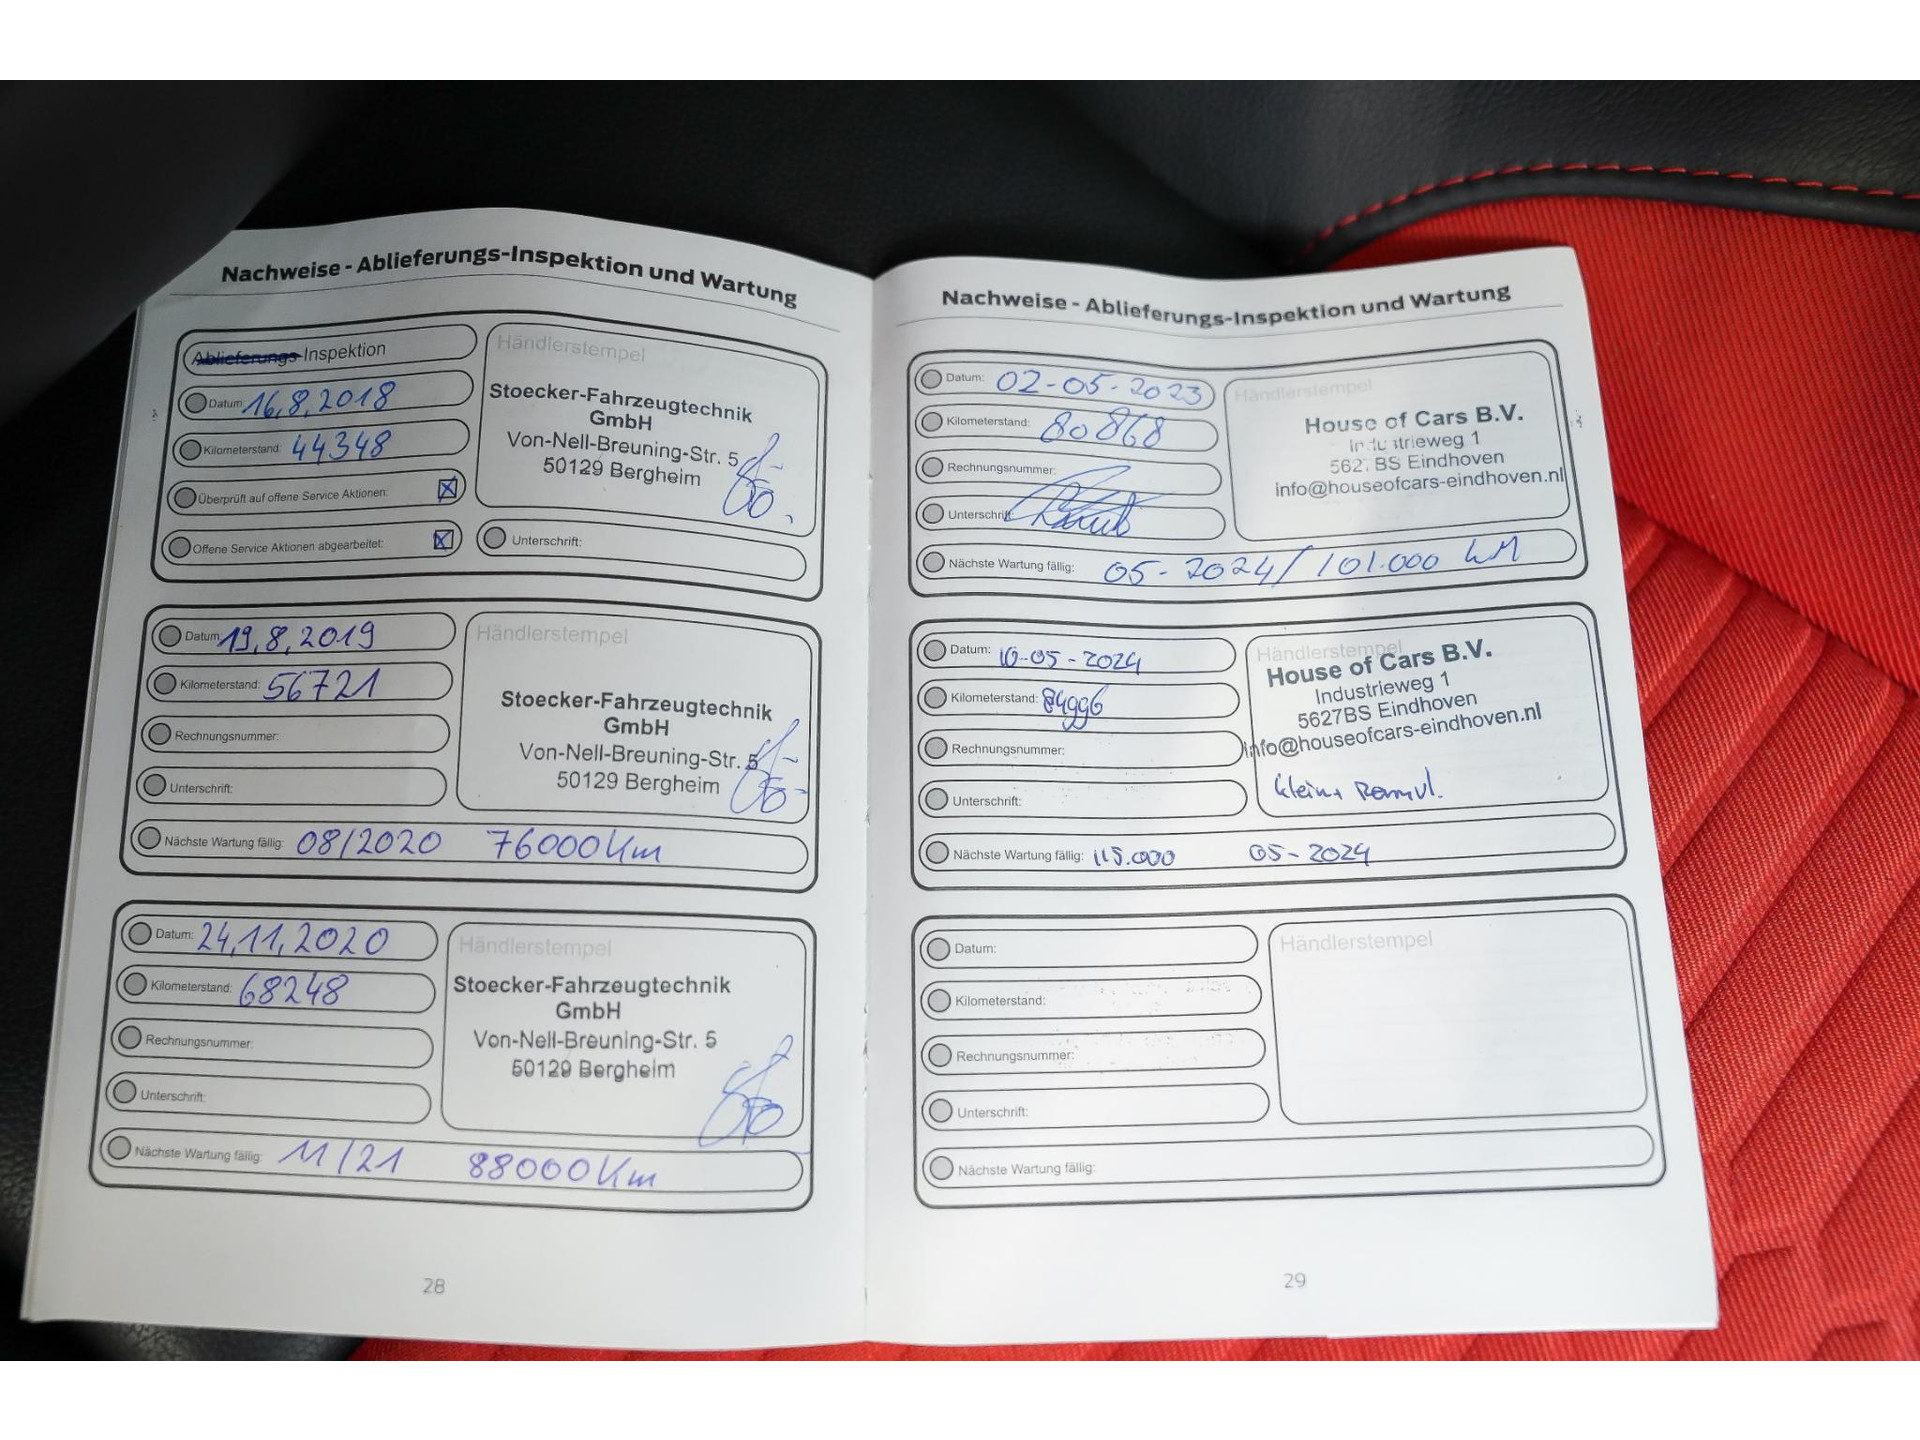 Nachweise - Ablieferungs-Inspektion und Wartung
Ablieferungs-Inspektion
Händlerstempel
Datum: 16,8,2018
Stoecker-Fahrzeugtechnik
GmbH
Von-Nell-Breuning-Str. 5
50129 Bergheim
Kilometerstand: 44348
Überprüft auf offene Service Aktionen:
Offene Service Aktionen abgearbeitet:
Unterschrift:
Datum: 19,8,2019
Händlerstempel
Kilometerstand: 56721
Stoecker-Fahrzeugtechnik
GmbH
Von-Nell-Breuning-Str. 5
50129 Bergheim
Rechnungsnummer:
Unterschrift:
Nächste Wartung fällig: 08/2020 76000 Km
Datum: 24,11,2020
Händlerstempel
Kilometerstand: 68248
Stoecker-Fahrzeugtechnik
GmbH
Von-Nell-Breuning-Str. 5
50129 Bergheim
Rechnungsnummer:
Unterschrift:
Nächste Wartung fällig: 11/21 88000 Km
28
Nachweise - Ablieferungs-Inspektion und Wartung
Datum: 02-05-2023
Händlerstempel
Kilometerstand: 80868
House of Cars B.V.
Industrieweg 1
5627BS Eindhoven
info@houseofcars-eindhoven.nl
Rechnungsnummer:
Unterschrift:
Nächste Wartung fällig: 05-2024/101.000 KM
Datum: 10-05-2024
Händlerstempel
Kilometerstand: 84996
House of Cars B.V.
Industrieweg 1
5627BS Eindhoven
info@houseofcars-eindhoven.nl
Rechnungsnummer:
Unterschrift:
Nächste Wartung fällig: 115.000 05-2024
Datum:
Händlerstempel
Kilometerstand:
Rechnungsnummer:
Unterschrift:
Nächste Wartung fällig:
29